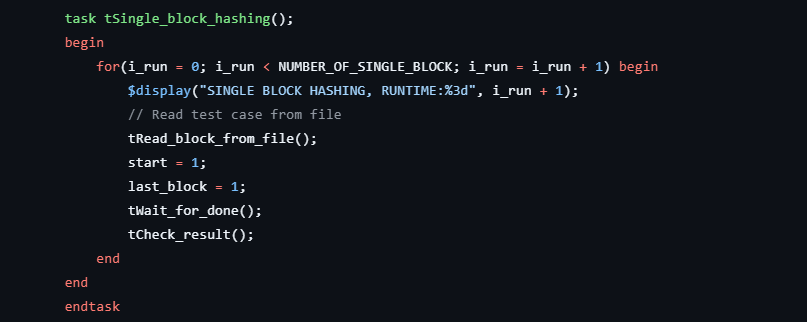 task tSingle_block_hashing();
begin
for(i_run = 0; i_run < NUMBER_OF_SINGLE_BLOCK; i_run = i_run + 1) begin
$display("SINGLE BLOCK HASHING, RUNTIME:%3d", i_run + 1);
// Read test case from file
tRead_block_from_file();
start = 1;
last_block = 1;
tWait_for_done();
tCheck_result();
end
end
endtask